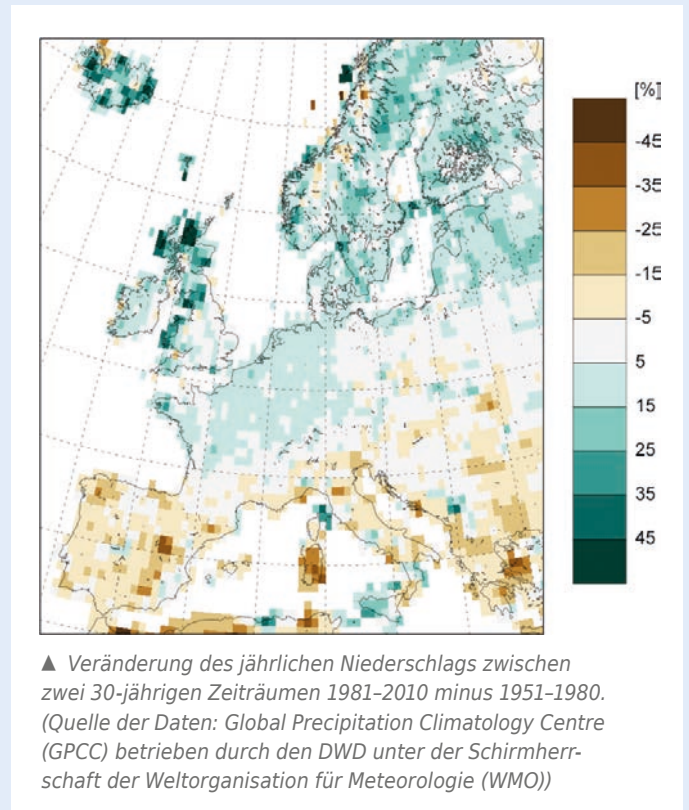 [%]
-45
-35
-25
-15
-5
5
15
25
35
45
▲ Veränderung des jährlichen Niederschlags zwischen
zwei 30-jährigen Zeiträumen 1981–2010 minus 1951–1980.
(Quelle der Daten: Global Precipitation Climatology Centre
(GPCC) betrieben durch den DWD unter der Schirmherr-
schaft der Weltorganisation für Meteorologie (WMO))